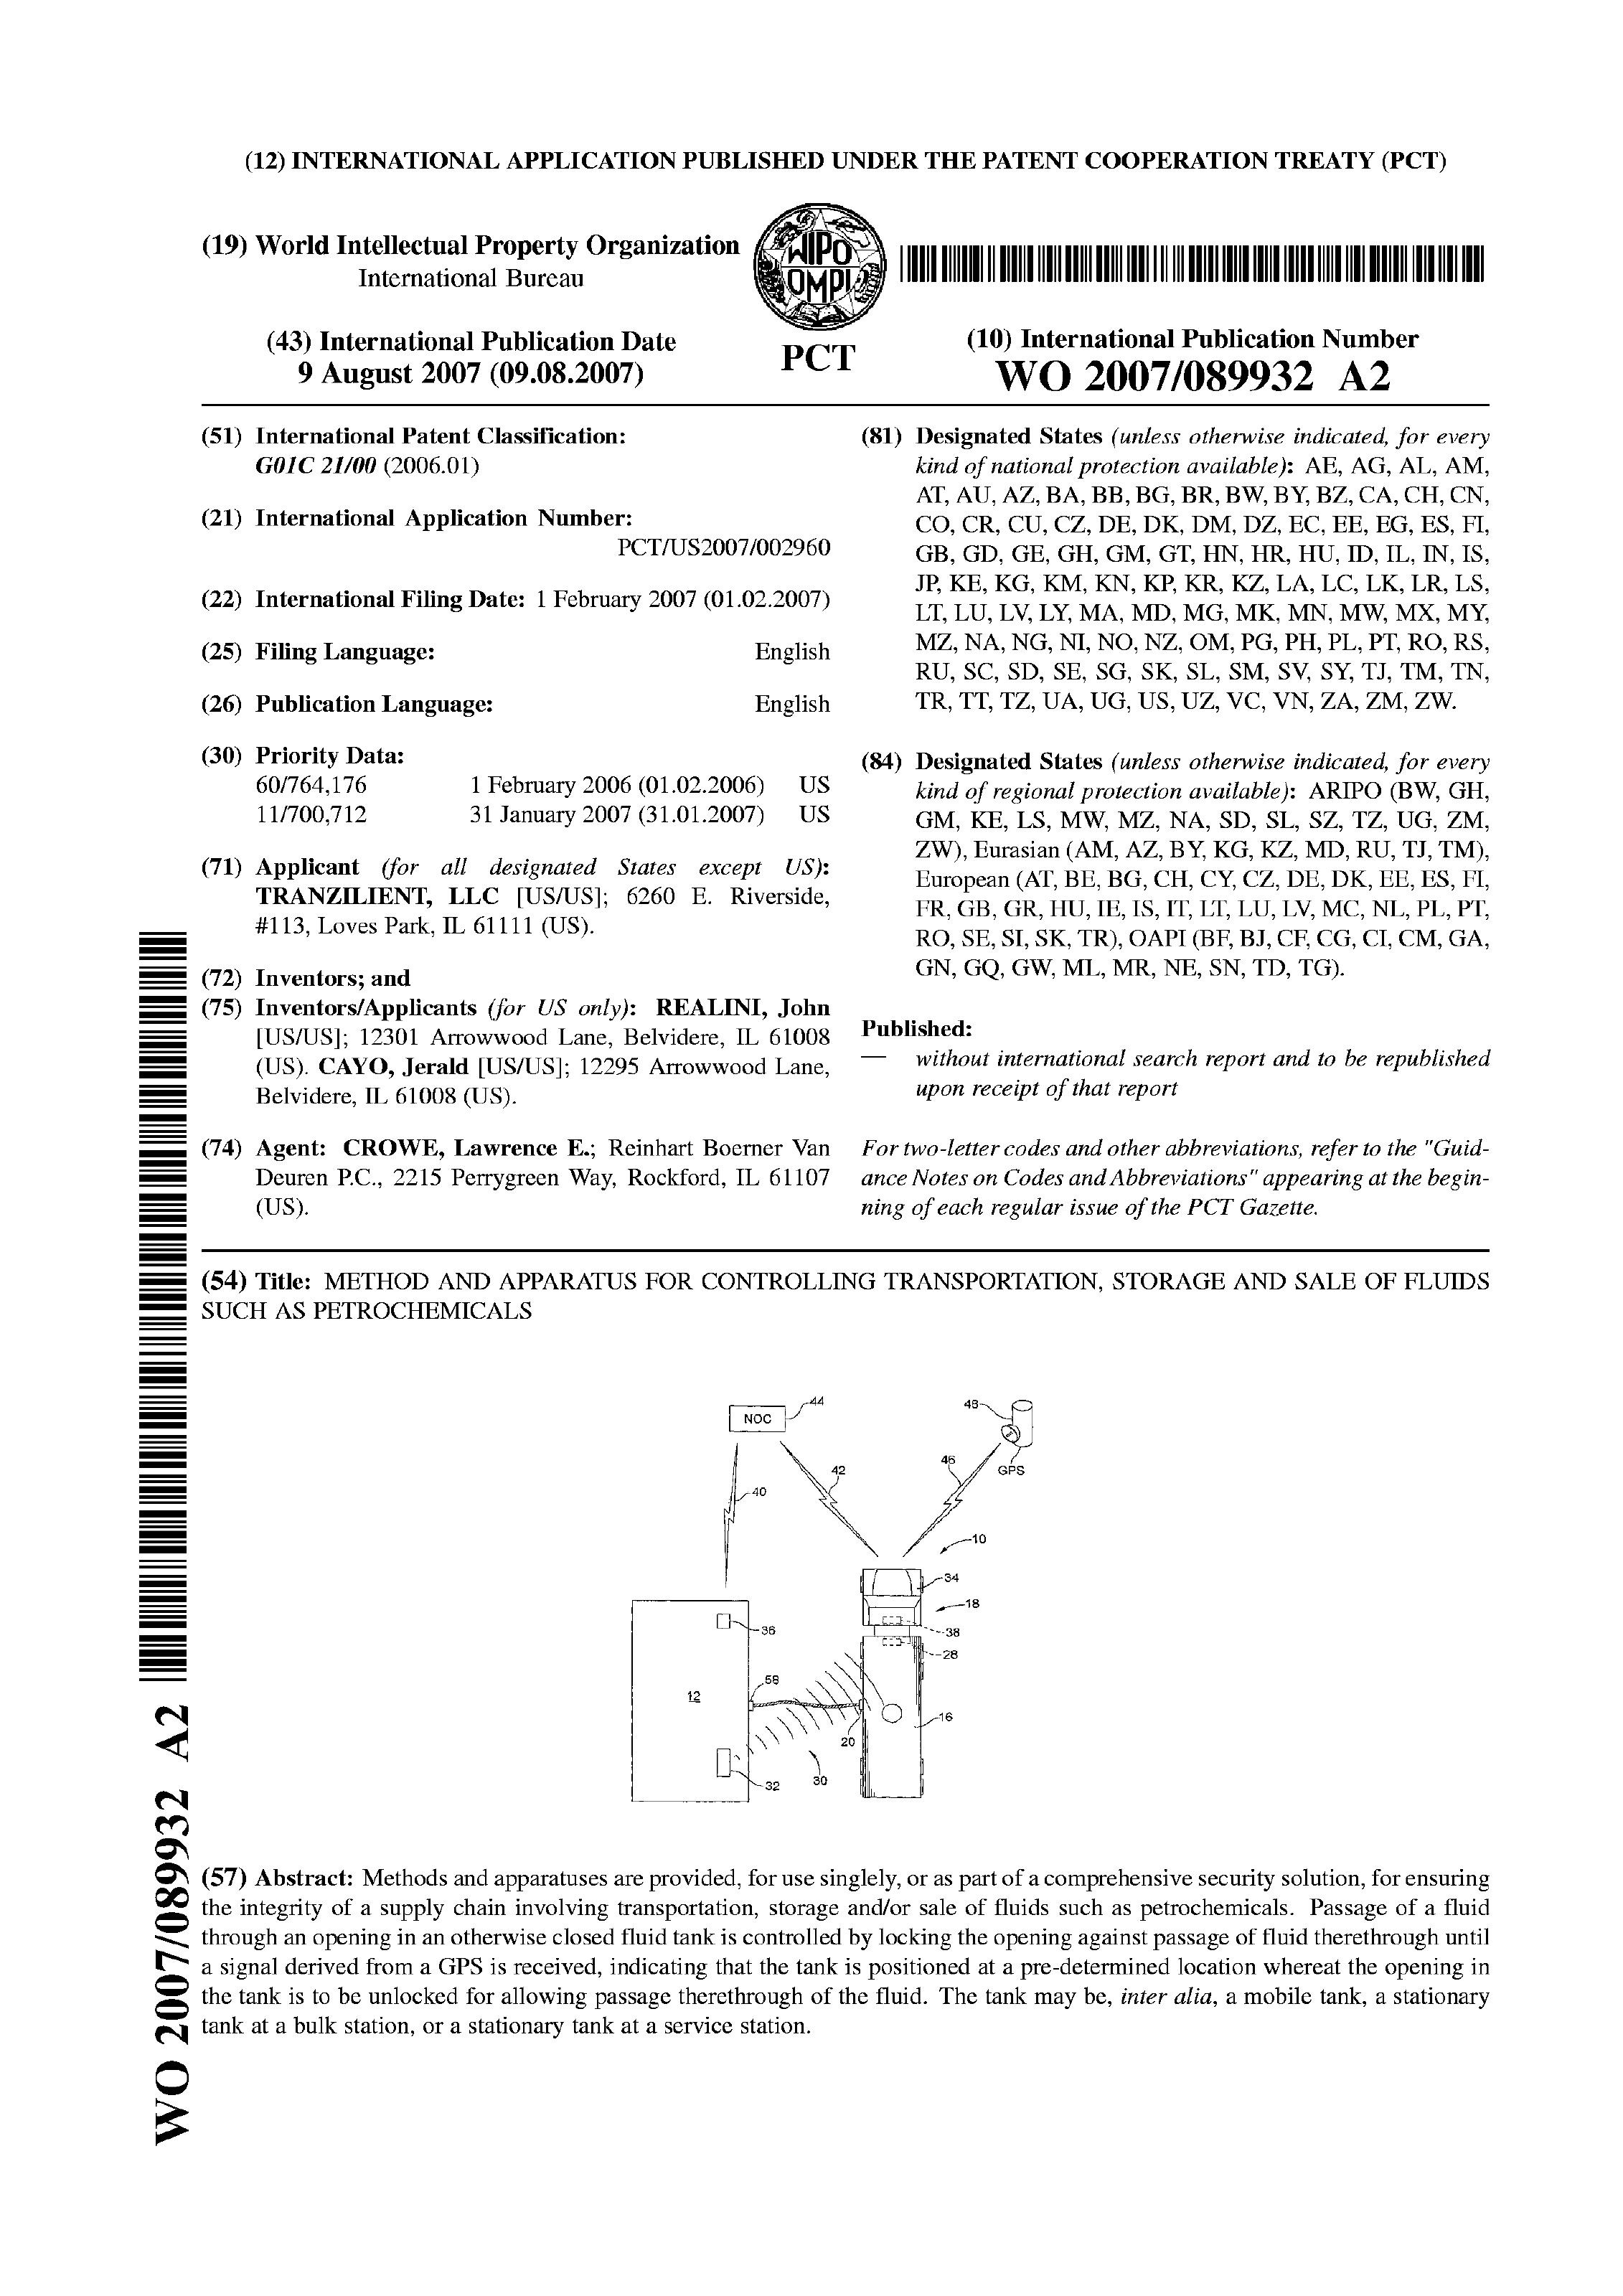 (12) INTERNATIONAL APPLICATION PUBLISHED UNDER THE PATENT COOPERATION TREATY (PCT)
(19) World Intellectual Property Organization
International Bureau
WIPO
OMPI
PCT
(43) International Publication Date
9 August 2007 (09.08.2007)
(10) International Publication Number
WO 2007/089932 A2
(51) International Patent Classification:
G01C 21/00 (2006.01)
(21) International Application Number:
PCT/US2007/002960
(22) International Filing Date: 1 February 2007 (01.02.2007)
(25) Filing Language: English
(26) Publication Language: English
(30) Priority Data:
60/764,176 1 February 2006 (01.02.2006) US
11/700,712 31 January 2007 (31.01.2007) US
(71) Applicant (for all designated States except US):
TRANZILIENT, LLC [US/US]; 6260 E. Riverside,
#113, Loves Park, IL 61111 (US).
(72) Inventors; and
(75) Inventors/Applicants (for US only): REALINI, John
[US/US]; 12301 Arrowwood Lane, Belvidere, IL 61008
(US). CAYO, Jerald [US/US]; 12295 Arrowwood Lane,
Belvidere, IL 61008 (US).
(74) Agent: CROWE, Lawrence E.; Reinhart Boerner Van
Deuren P.C., 2215 Perrygreen Way, Rockford, IL 61107
(US).
(81) Designated States (unless otherwise indicated, for every
kind of national protection available): AE, AG, AL, AM,
AT, AU, AZ, BA, BB, BG, BR, BW, BY, BZ, CA, CH, CN,
CO, CR, CU, CZ, DE, DK, DM, DZ, EC, EE, EG, ES, FI,
GB, GD, GE, GH, GM, GT, HN, HR, HU, ID, IL, IN, IS,
JP, KE, KG, KM, KN, KP, KR, KZ, LA, LC, LK, LR, LS,
LT, LU, LV, LY, MA, MD, MG, MK, MN, MW, MX, MY,
MZ, NA, NG, NI, NO, NZ, OM, PG, PH, PL, PT, RO, RS,
RU, SC, SD, SE, SG, SK, SL, SM, SV, SY, TJ, TM, TN,
TR, TT, TZ, UA, UG, US, UZ, VC, VN, ZA, ZM, ZW.
(84) Designated States (unless otherwise indicated, for every
kind of regional protection available): ARIPO (BW, GH,
GM, KE, LS, MW, MZ, NA, SD, SL, SZ, TZ, UG, ZM,
ZW), Eurasian (AM, AZ, BY, KG, KZ, MD, RU, TJ, TM),
European (AT, BE, BG, CH, CY, CZ, DE, DK, EE, ES, FI,
FR, GB, GR, HU, IE, IS, IT, LT, LU, LV, MC, NL, PL, PT,
RO, SE, SI, SK, TR), OAPI (BF, BJ, CF, CG, CI, CM, GA,
GN, GQ, GW, ML, MR, NE, SN, TD, TG).
Published:
— without international search report and to be republished
upon receipt of that report
For two-letter codes and other abbreviations, refer to the "Guid-
ance Notes on Codes and Abbreviations" appearing at the begin-
ning of each regular issue of the PCT Gazette.
(54) Title: METHOD AND APPARATUS FOR CONTROLLING TRANSPORTATION, STORAGE AND SALE OF FLUIDS
SUCH AS PETROCHEMICALS
NOC
44
48
GPS
42
46
40
10
34
18
36
38
28
58
12
16
20
30
32
(57) Abstract: Methods and apparatuses are provided, for use singlely, or as part of a comprehensive security solution, for ensuring
the integrity of a supply chain involving transportation, storage and/or sale of fluids such as petrochemicals. Passage of a fluid
through an opening in an otherwise closed fluid tank is controlled by locking the opening against passage of fluid therethrough until
a signal derived from a GPS is received, indicating that the tank is positioned at a pre-determined location whereat the opening in
the tank is to be unlocked for allowing passage therethrough of the fluid. The tank may be, inter alia, a mobile tank, a stationary
tank at a bulk station, or a stationary tank at a service station.
WO 2007/089932 A2